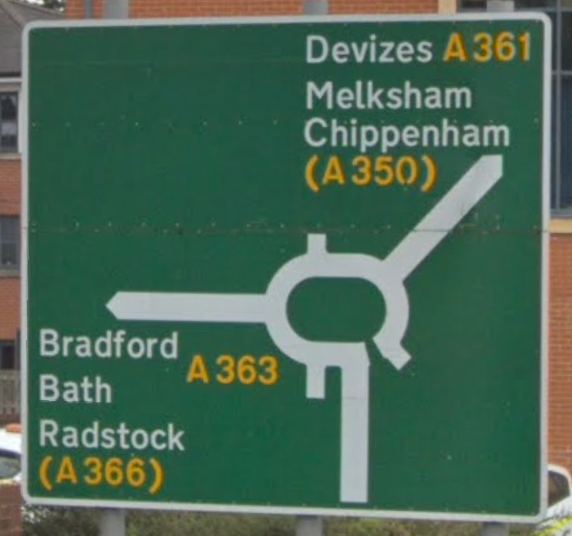 Devizes A361
Melksham
Chippenham
(A350)
Bradford
A363
Bath
Radstock
(A366)